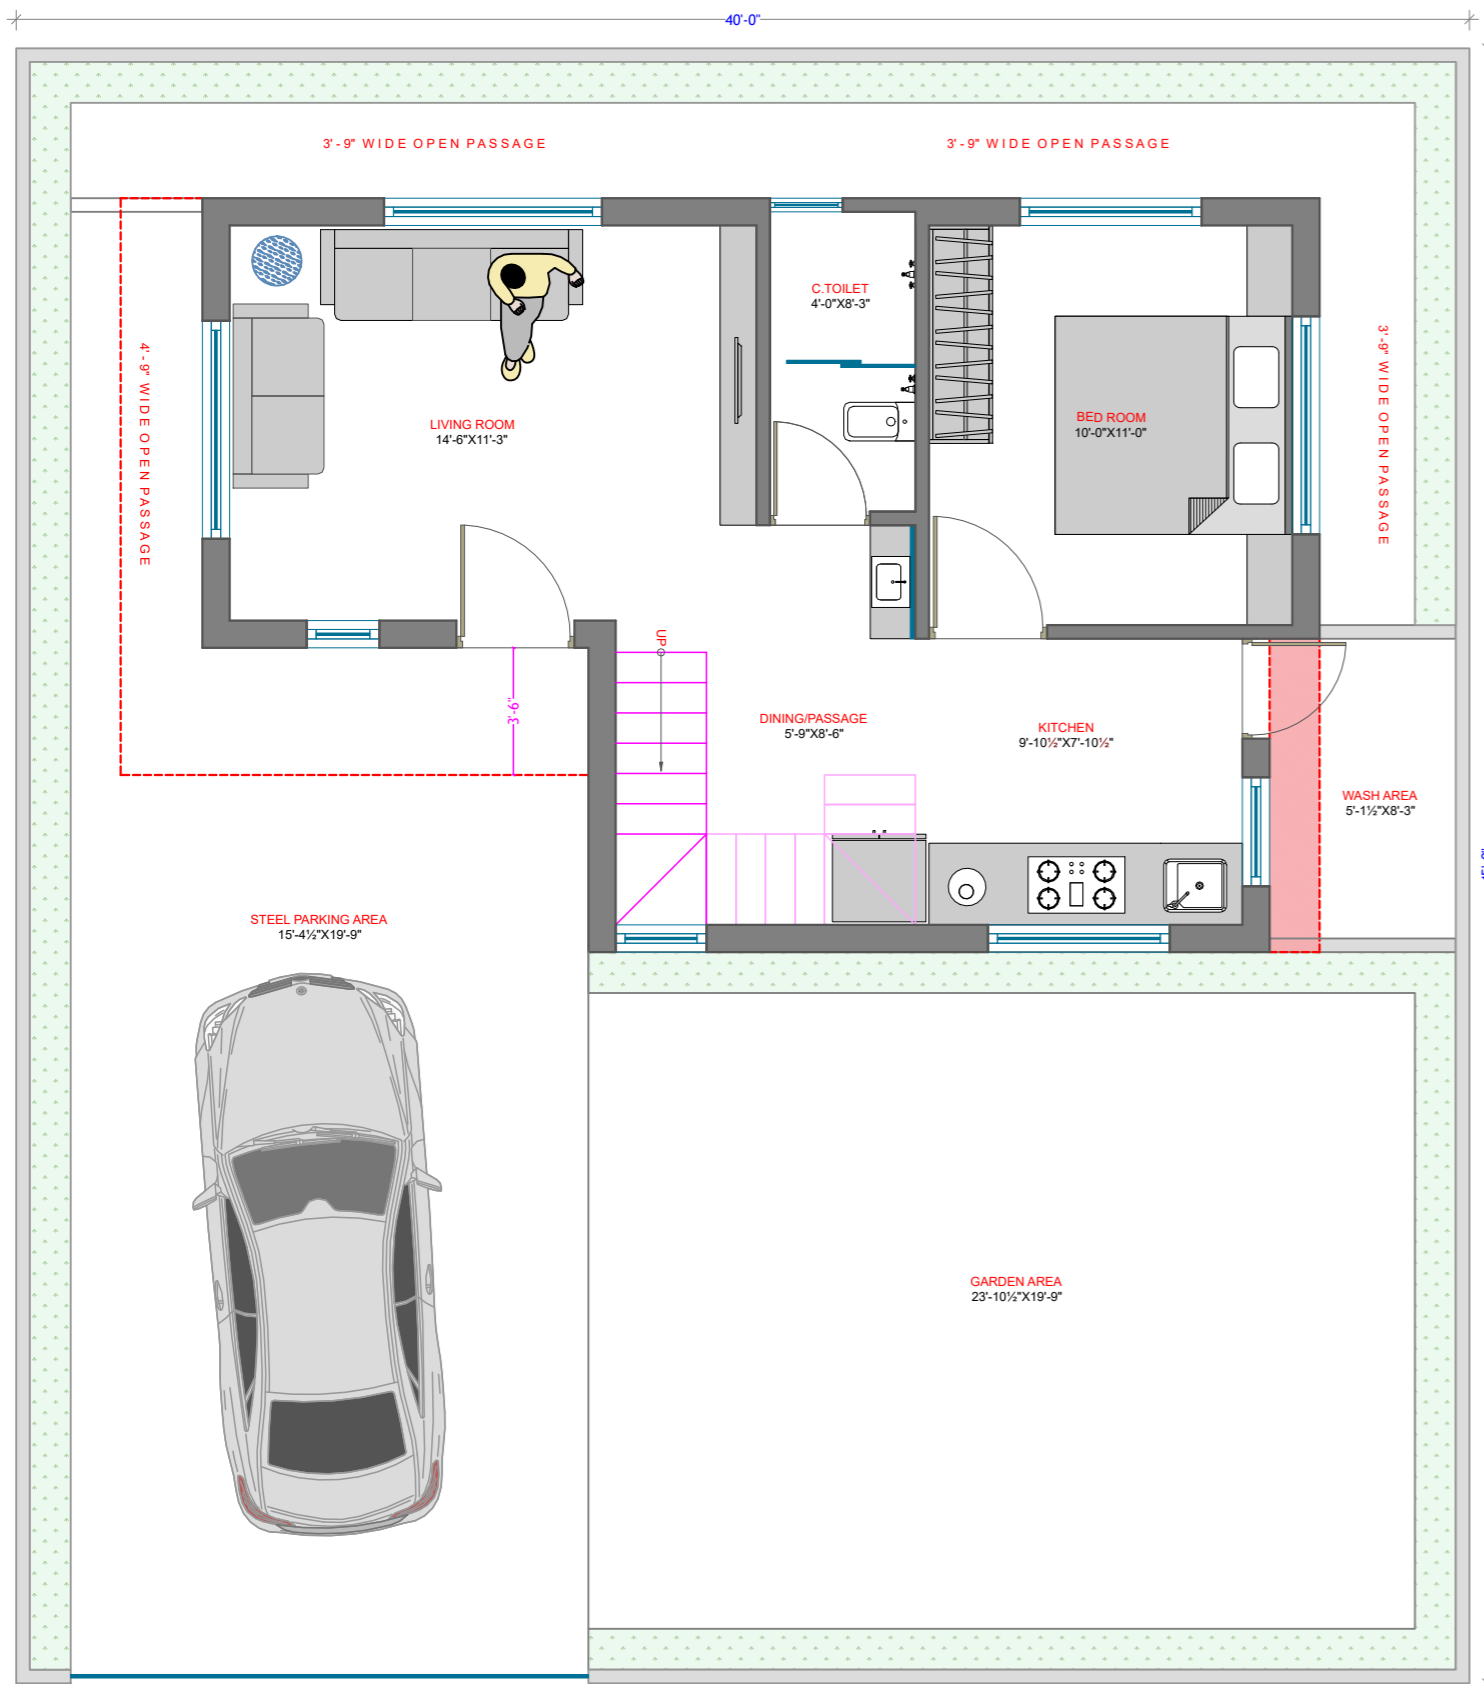 40'-0"
3'-9" WIDE OPEN PASSAGE
3'-9" WIDE OPEN PASSAGE
C.TOILET
4'-0"X8'-3"
4'-9" WIDE OPEN PASSAGE
3'-9" WIDE OPEN PASSAGE
LIVING ROOM
14'-6"X11'-3"
BED ROOM
10'-0"X11'-0"
UP
3'-6"
DINING/PASSAGE
5'-9"X8'-6"
KITCHEN
9'-10½"X7'-10½"
WASH AREA
5'-1½"X8'-3"
STEEL PARKING AREA
15'-4½"X19'-9"
GARDEN AREA
23'-10½"X19'-9"